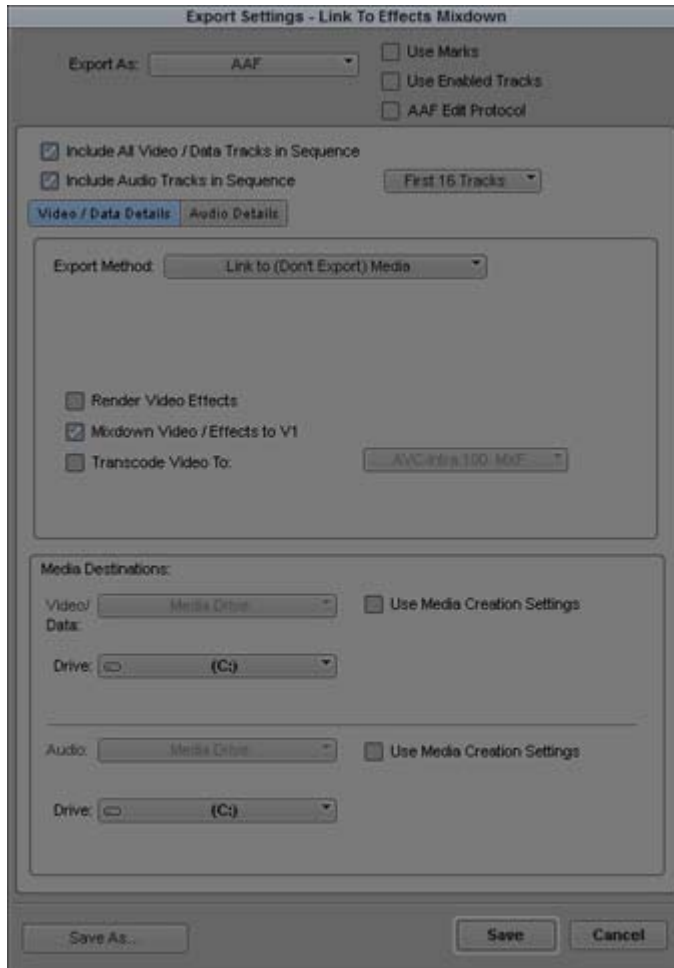 Export Settings - Link To Effects Mixdown
Export As: AAF
Use Marks
Use Enabled Tracks
AAF Edit Protocol
Include All Video / Data Tracks in Sequence
Include Audio Tracks in Sequence First 16 Tracks
Video / Data Details Audio Details
Export Method: Link to (Don't Export) Media
Render Video Effects
Mixdown Video / Effects to V1
Transcode Video To: AVC-Intra 100 MXF
Media Destinations:
Video/ Data: Media Drive Use Media Creation Settings
Drive: (C:)
Audio: Media Drive Use Media Creation Settings
Drive: (C:)
Save As... Save Cancel